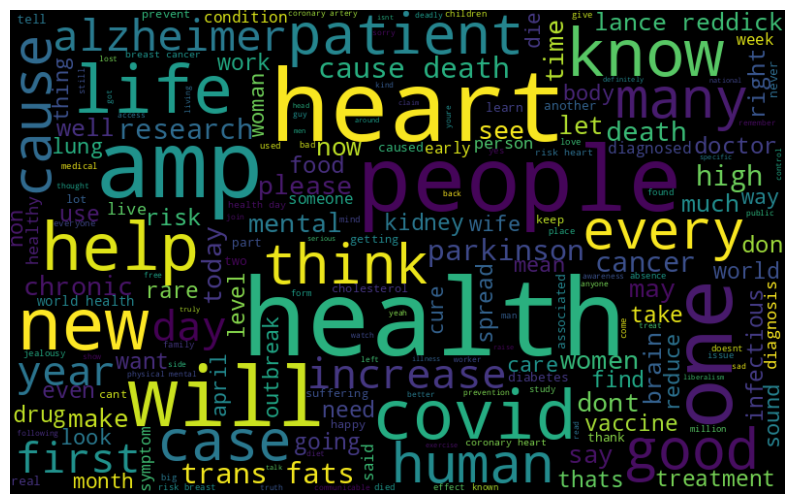 prevent
condition
coronary artery
isnt
deadly
children
give
tell
alzheimer
patient
die
lance reddick
know
time
week
breast cancer
worry
cause
thing
life
work
cause death
lost
still
got
kind
definitely
national
never
right
woman
access
living
claim
youre
learn
another
body
many
remember
heart
see
well
research
head
guy
around
men
lung
now
caused
early
person
let
death
doctor
medical
used
bad
love
diagnosed
risk heart
specific
control
thought
amp
food
people
high
non
healthy
lot
please
back
found
use
live
risk
someone
health day
join
mind
keep
place
public
much
way
everyone
mental
kidney
wife
every
don
help
today
part
serious
getting
parkinson
cancer
think
two
mean
chronic
free
form
cholesterol
cure
spread
associated
awareness
absence
anyone
world
world health
rare
level
health
may
new
day
truly
yeah
man
come
treat
take
one
infectious
diagnosis
family
april
outbreak
watch
doesnt
jealousy
show
left
illness
worker
care
women
brain
reduce
issue
sad
year
want
side
increase
diabetes
find
liberalism
even
cant
physical mental
suffering
better
prevention
study
million
sound
drug
make
will
need
happy
covid
dont
vaccine
following
look
case
going
said
thank
say
good
first
symptom
coronary heart
read
month
big
trans fats
talk
diet
human
thats
treatment
real
risk breast
truth
died
effect known